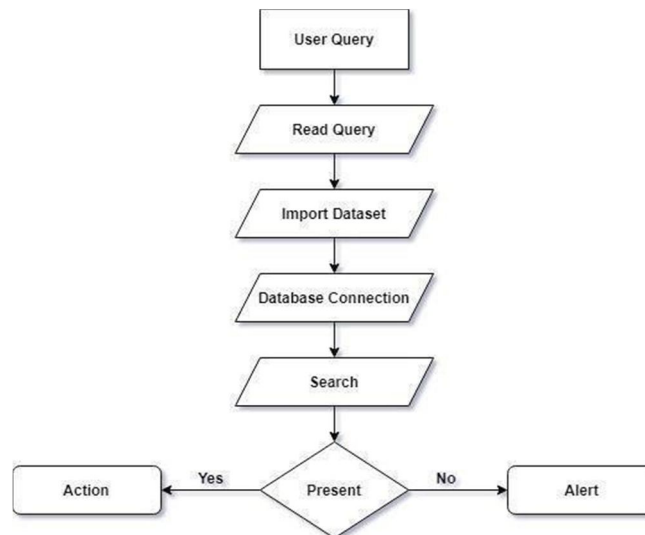 User Query
Read Query
Import Dataset
Database Connection
Search
Yes
No
Action
Present
Alert